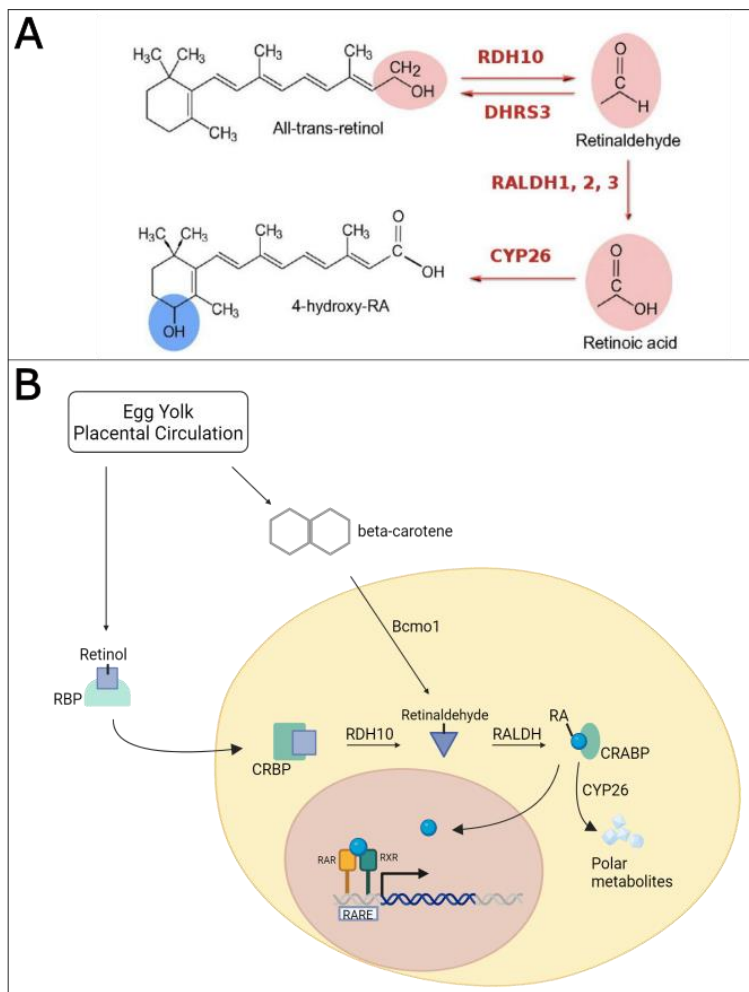 A
H₃C
CH₃
CH₃
CH₃
CH2
OH
CH₃
All-trans-retinol
RDH10
DHRS3
O
C
H
Retinaldehyde
RALDH1, 2, 3
H₃C
CH₃
CH₃
CH₃
O
C
OH
CH₃
OH
4-hydroxy-RA
CYP26
O
C
OH
Retinoic acid
B
Egg Yolk
Placental Circulation
beta-carotene
Bcmo1
Retinol
RBP
CRBP
RDH10
Retinaldehyde
RALDH
RA
CRABP
CYP26
Polar
metabolites
RAR
RXR
RARE